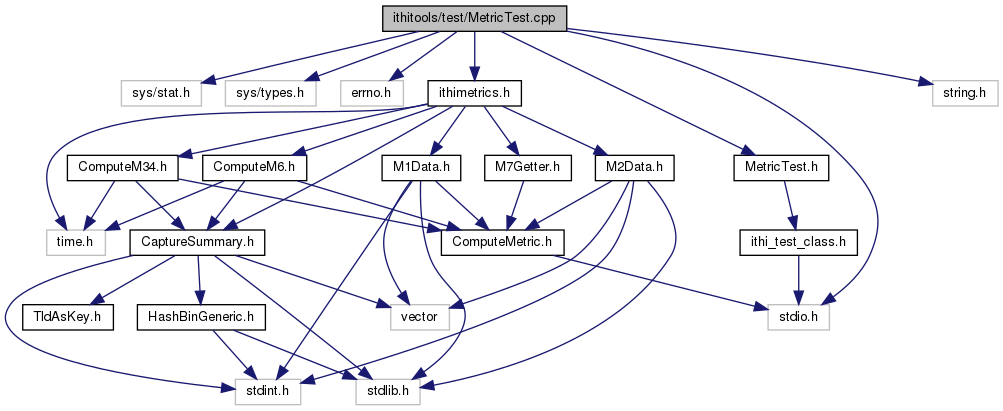 ithitools/test/MetricTest.cpp
sys/stat.h
sys/types.h
errno.h
ithimetrics.h
string.h
ComputeM34.h
ComputeM6.h
M1Data.h
M7Getter.h
M2Data.h
MetricTest.h
time.h
CaptureSummary.h
ComputeMetric.h
ithi_test_class.h
TldAsKey.h
HashBinGeneric.h
vector
stdio.h
stdint.h
stdlib.h